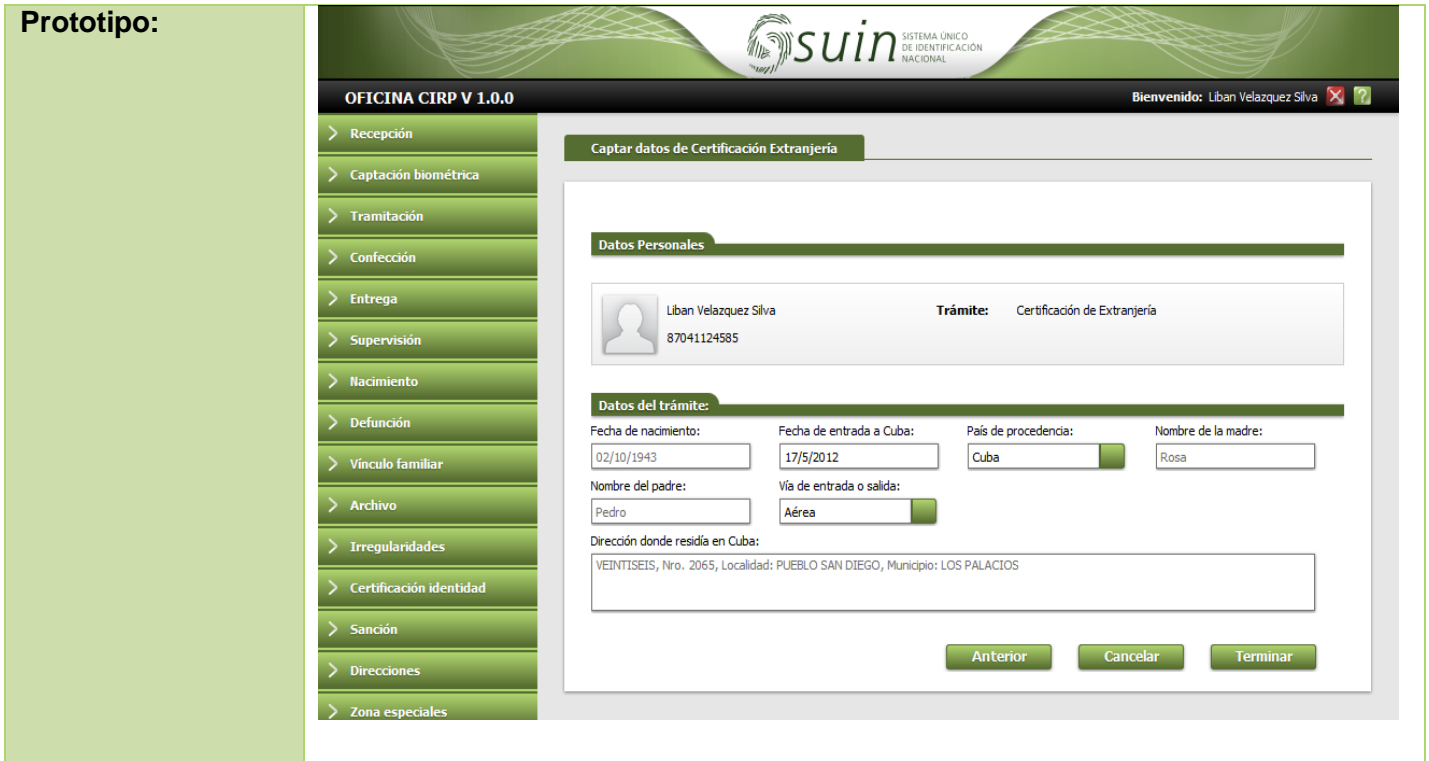 Prototipo:
suin SISTEMA ÚNICO
DE IDENTIFICACIÓN
NACIONAL
OFICINA CIRP V 1.0.0
Bienvenido: Liban Velazquez Silva
Recepción
Captación biométrica
Tramitación
Confección
Entrega
Supervisión
Nacimiento
Defunción
Vínculo familiar
Archivo
Irregularidades
Certificación identidad
Sanción
Direcciones
Zona especiales
Captar datos de Certificación Extranjería
Datos Personales
Liban Velazquez Silva
87041124585
Trámite: Certificación de Extranjería
Datos del trámite:
Fecha de nacimiento: Fecha de entrada a Cuba: País de procedencia: Nombre de la madre:
02/10/1943 17/5/2012 Cuba Rosa
Nombre del padre: Vía de entrada o salida:
Pedro Aérea
Dirección donde residía en Cuba:
VEINTISEIS, Nro. 2065, Localidad: PUEBLO SAN DIEGO, Municipio: LOS PALACIOS
Anterior Cancelar Terminar